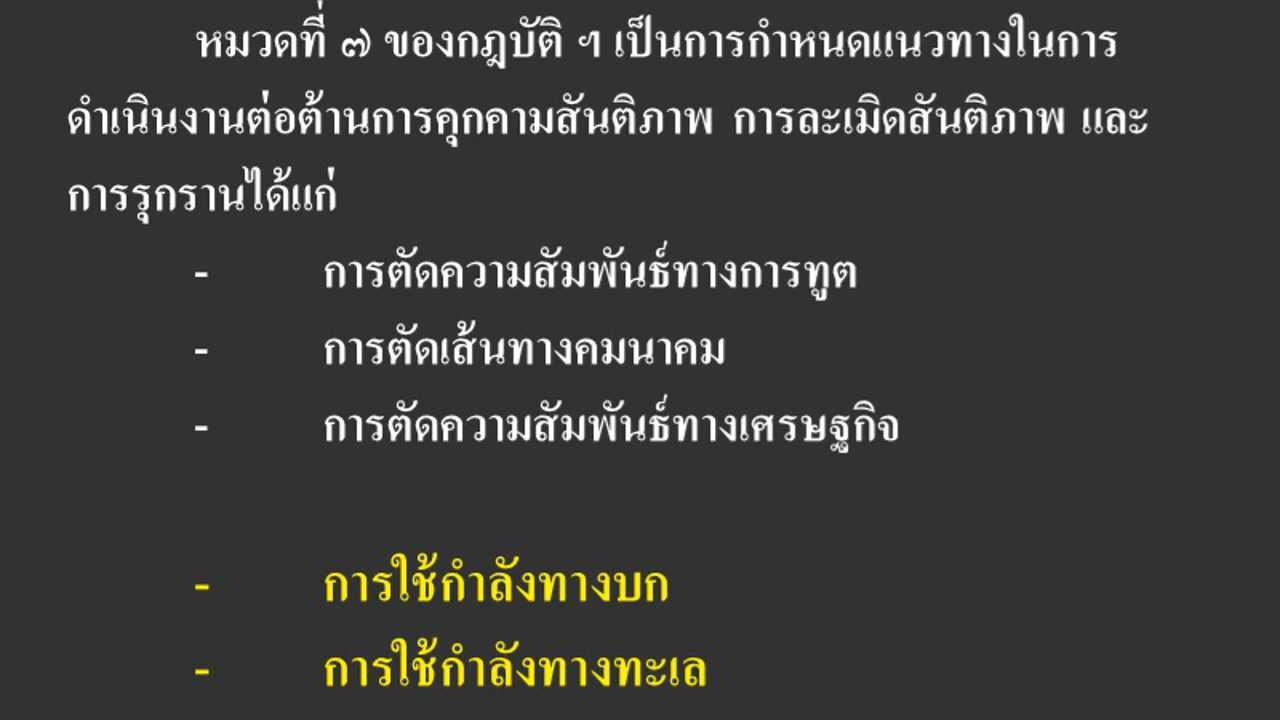 หมวดที่ ๗ ของกฎบัติ ฯ เป็นการกำหนดแนวทางในการ
ดำเนินงานต่อต้านการคุกคามสันติภาพ การละเมิดสันติภาพ และ
การรุกรานได้แก่
- การตัดความสัมพันธ์ทางการทูต
- การตัดเส้นทางคมนาคม
- การตัดความสัมพันธ์ทางเศรษฐกิจ
- การใช้กำลังทางบก
- การใช้กำลังทางทะเล